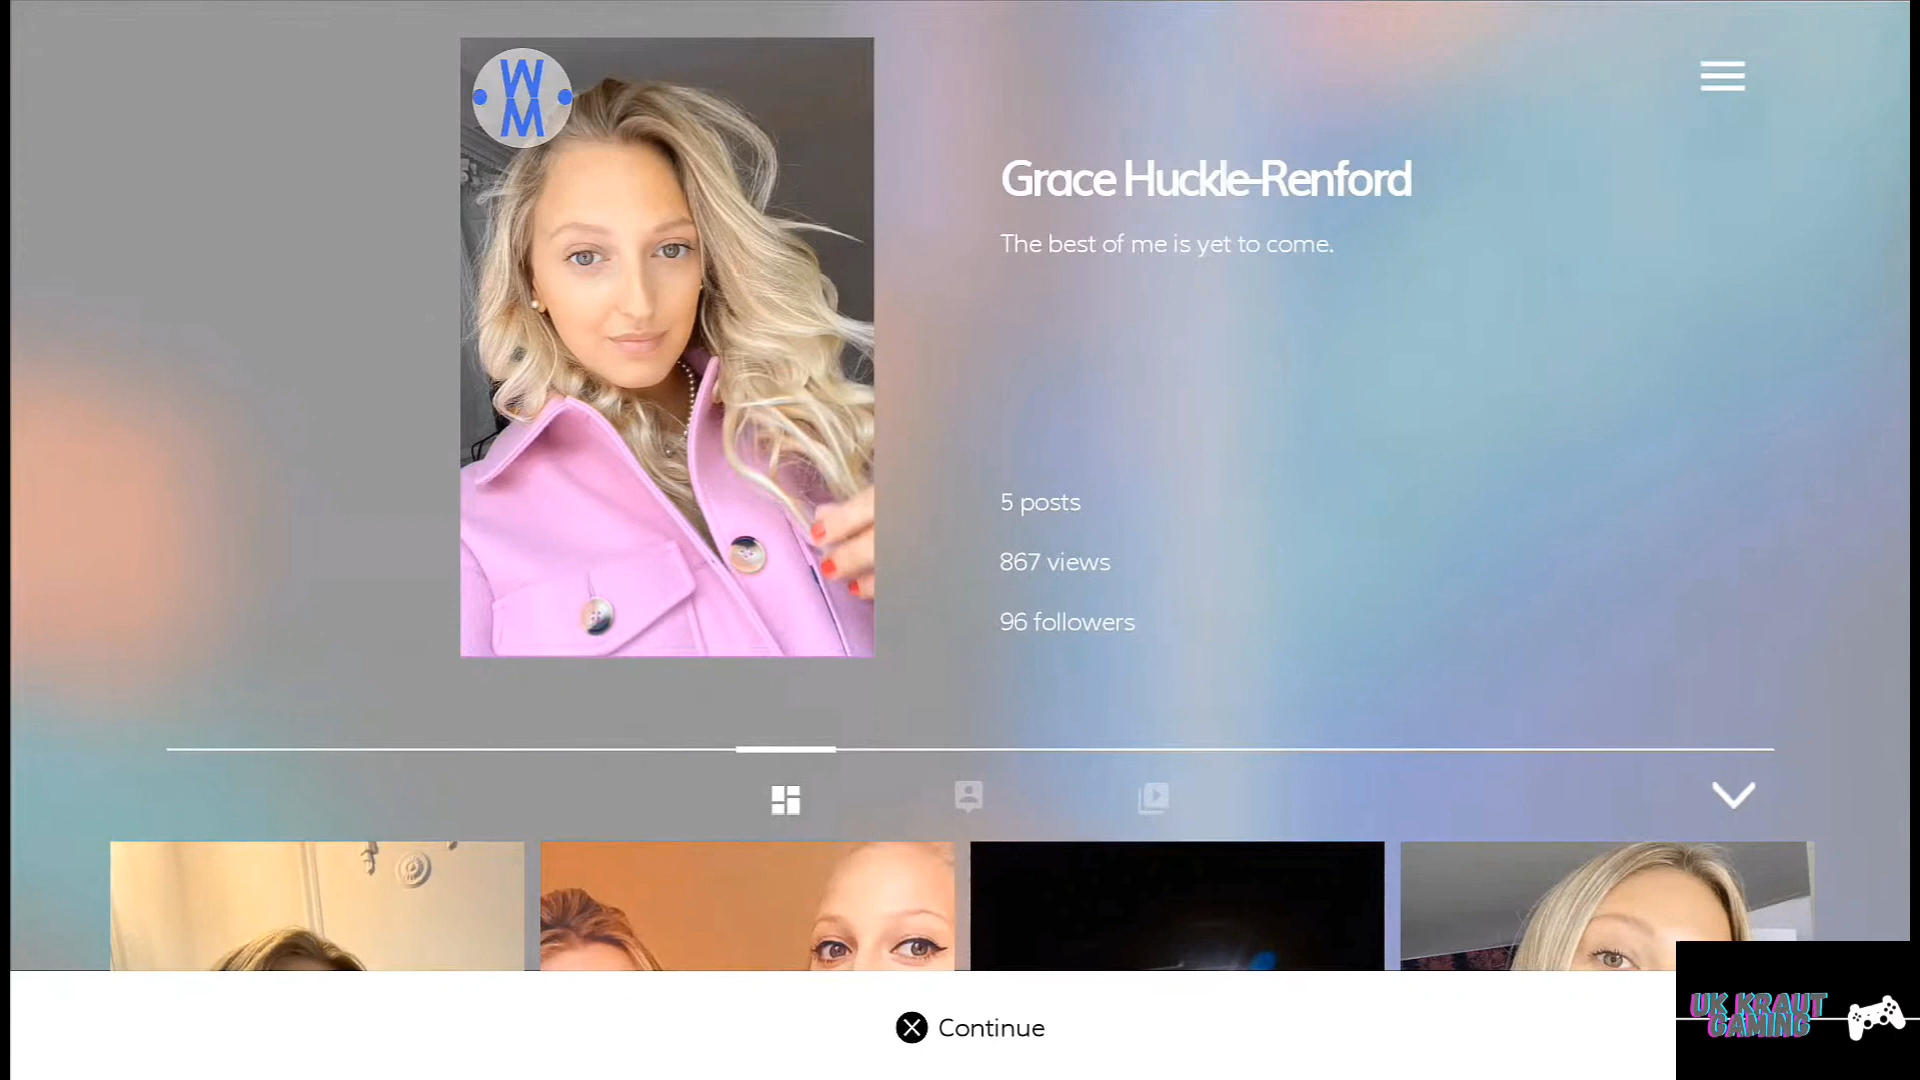 W
M
Grace Huckle-Renford
The best of me is yet to come.
5 posts
867 views
96 followers
Continue
UK KRAUT
GAMING